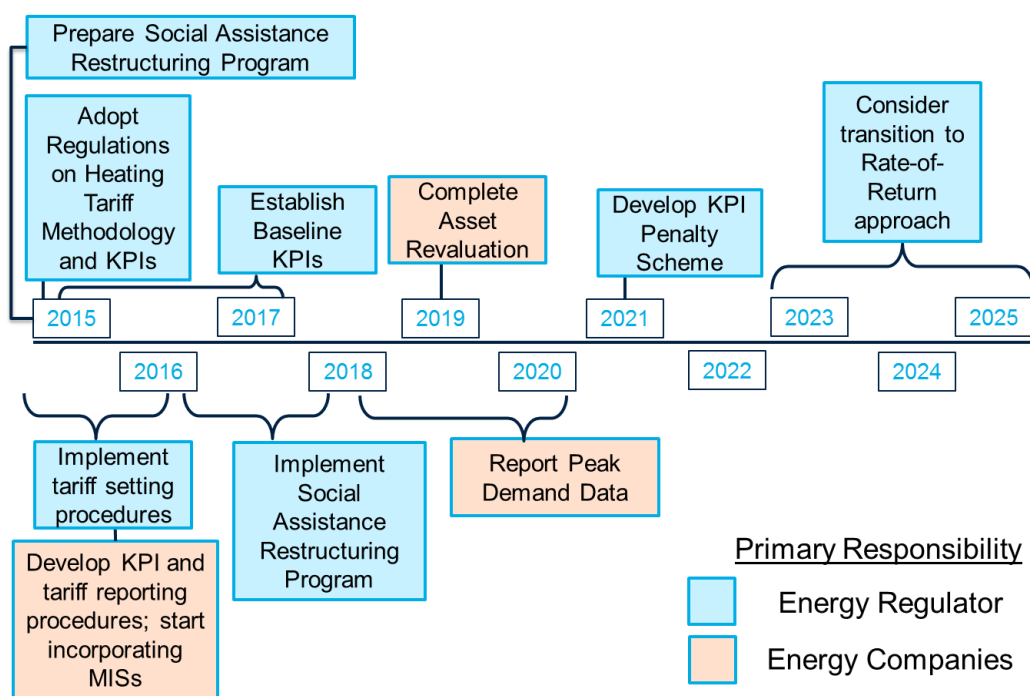 Prepare Social Assistance
Restructuring Program
Adopt
Regulations
on Heating
Tariff
Methodology
and KPIs
Establish
Baseline
KPIs
Complete
Asset
Revaluation
Develop KPI
Penalty
Scheme
Consider
transition to
Rate-of-
Return
approach
2015
2017
2019
2021
2023
2025
2016
2018
2020
2022
2024
Implement
tariff setting
procedures
Develop KPI and
tariff reporting
procedures; start
incorporating
MISs
Implement
Social
Assistance
Restructuring
Program
Report Peak
Demand Data
Primary Responsibility
Energy Regulator
Energy Companies